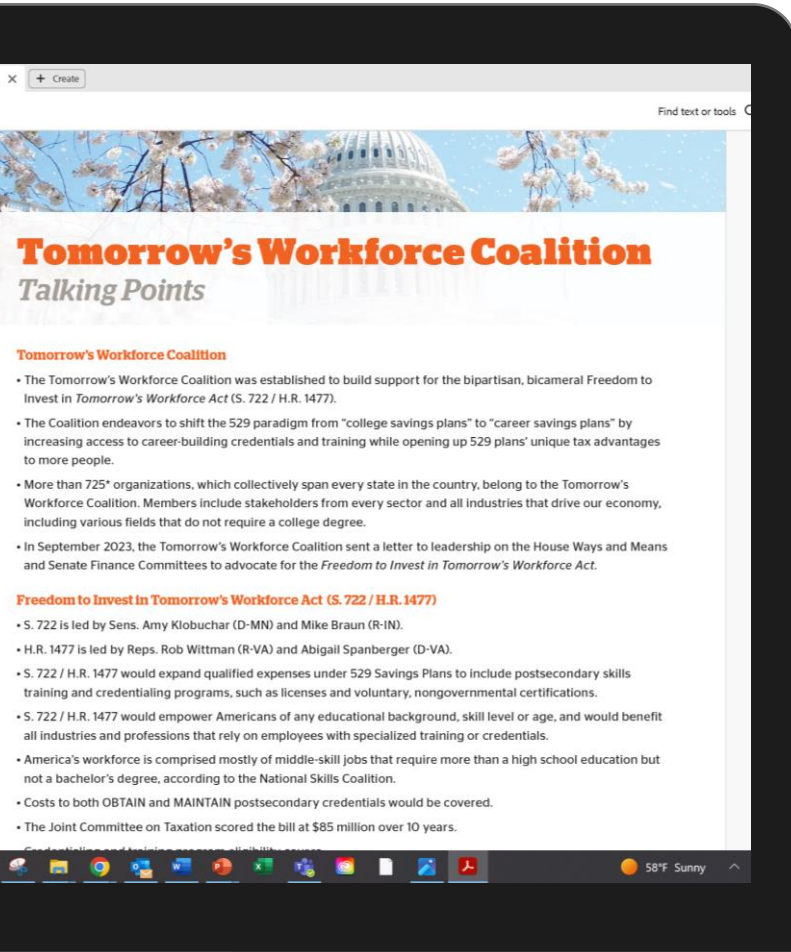 + Create
Find text or tools
Tomorrow's Workforce Coalition
Talking Points
Tomorrow's Workforce Coalition
• The Tomorrow's Workforce Coalition was established to build support for the bipartisan, bicameral Freedom to
Invest in Tomorrow's Workforce Act (S. 722 / H.R. 1477).
• The Coalition endeavors to shift the 529 paradigm from “college savings plans” to “career savings plans” by
increasing access to career-building credentials and training while opening up 529 plans’ unique tax advantages
to more people.
• More than 725* organizations, which collectively span every state in the country, belong to the Tomorrow's
Workforce Coalition. Members include stakeholders from every sector and all industries that drive our economy,
including various fields that do not require a college degree.
• In September 2023, the Tomorrow's Workforce Coalition sent a letter to leadership on the House Ways and Means
and Senate Finance Committees to advocate for the Freedom to Invest in Tomorrow's Workforce Act.
Freedom to Invest in Tomorrow's Workforce Act (S. 722 / H.R. 1477)
• S. 722 is led by Sens. Amy Klobuchar (D-MN) and Mike Braun (R-IN).
• H.R. 1477 is led by Reps. Rob Wittman (R-VA) and Abigail Spanberger (D-VA).
• S. 722 / H.R. 1477 would expand qualified expenses under 529 Savings Plans to include postsecondary skills
training and credentialing programs, such as licenses and voluntary, nongovernmental certifications.
• S. 722 / H.R. 1477 would empower Americans of any educational background, skill level or age, and would benefit
all industries and professions that rely on employees with specialized training or credentials.
• America's workforce is comprised mostly of middle-skill jobs that require more than a high school education but
not a bachelor's degree, according to the National Skills Coalition.
• Costs to both OBTAIN and MAINTAIN postsecondary credentials would be covered.
• The Joint Committee on Taxation scored the bill at $85 million over 10 years.
58°F Sunny